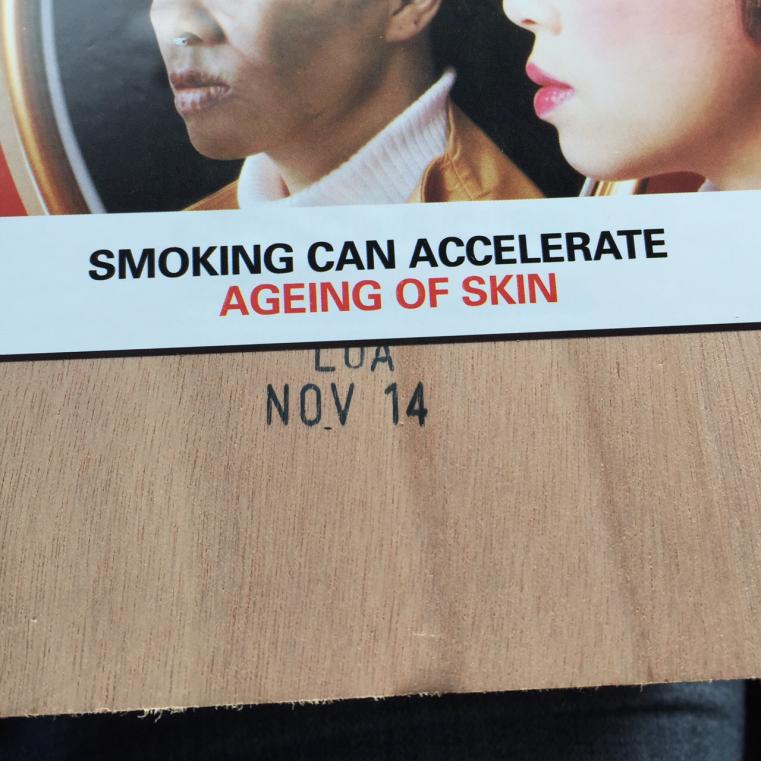 SMOKING CAN ACCELERATE
AGEING OF SKIN
NOV 14